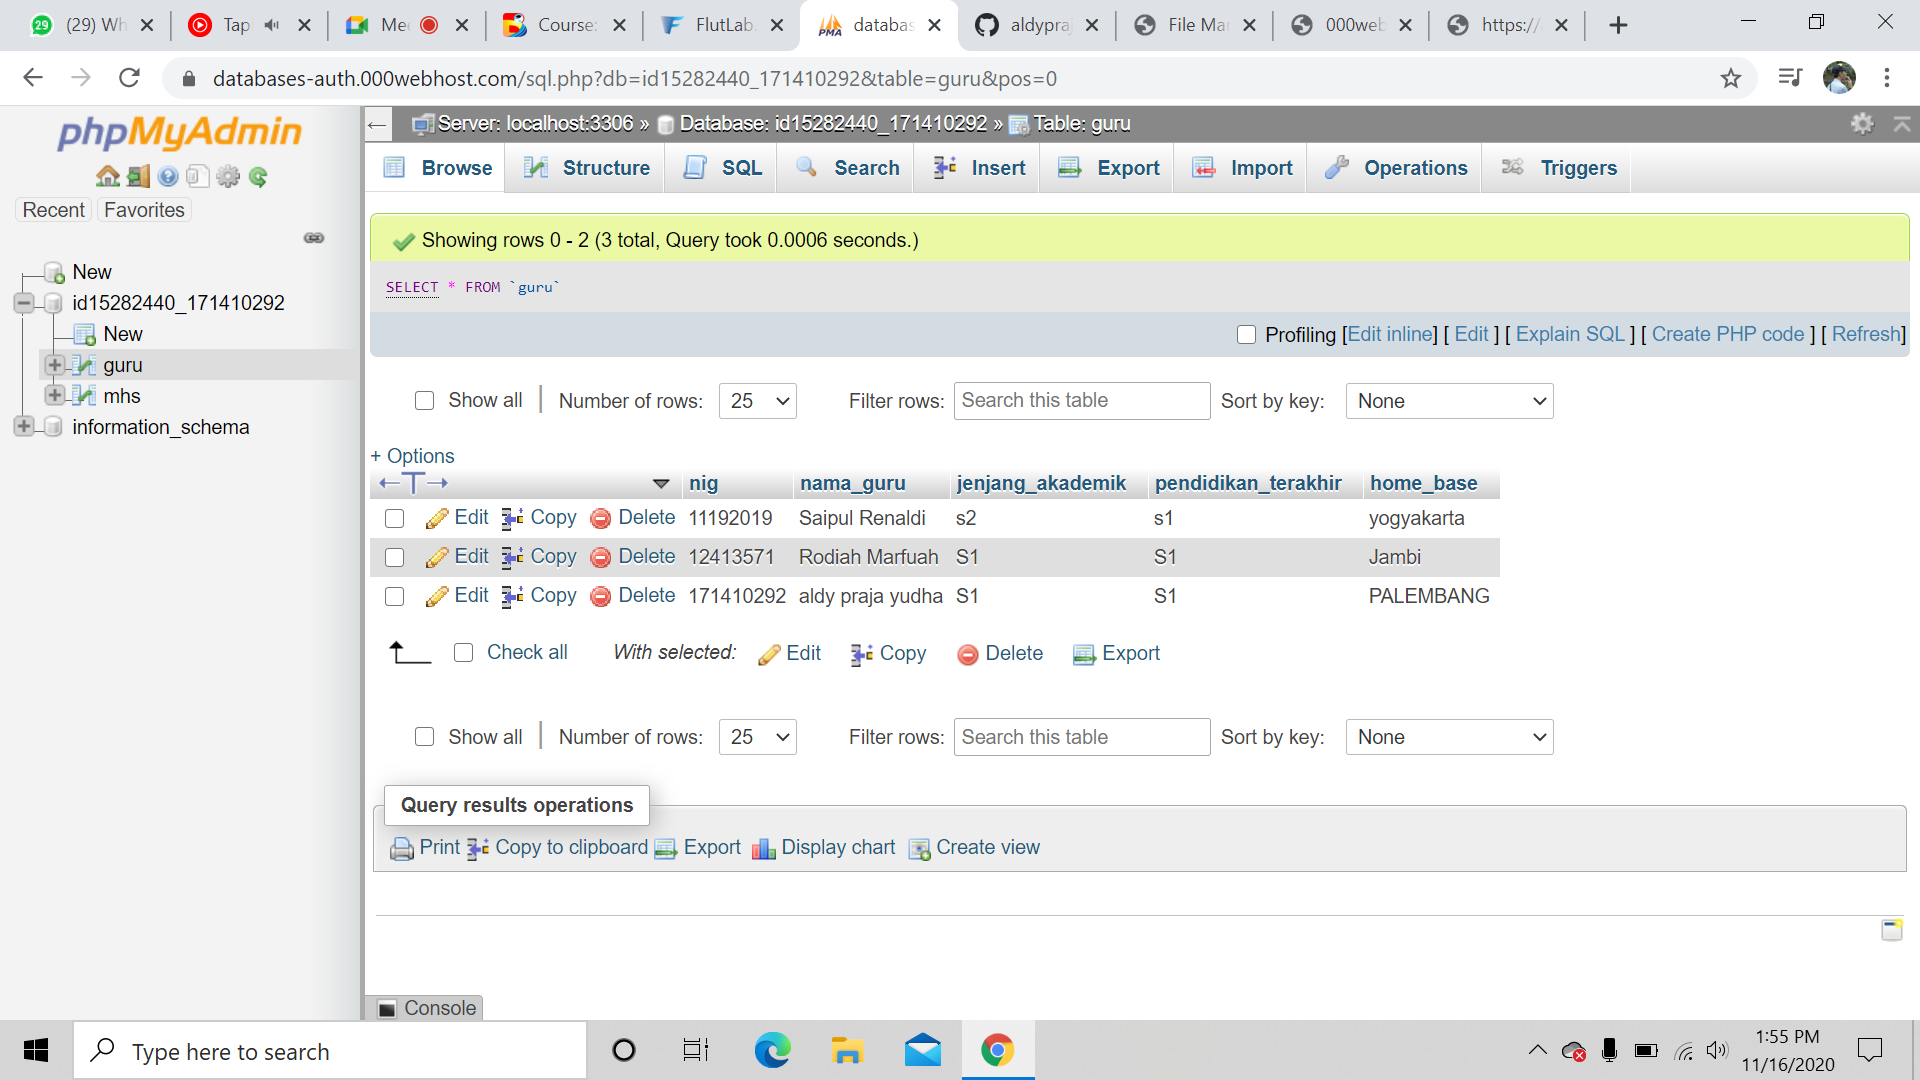 (29) Wh
Tap
Mee
Course:
FlutLab.
databas
aldypraj
File Mar
000web
https://
databases-auth.000webhost.com/sql.php?db=id15282440_171410292&table=guru&pos=0
phpMyAdmin
Recent Favorites
New
id15282440_171410292
New
guru
mhs
information_schema
Server: localhost:3306 » Database: id15282440_171410292 » Table: guru
Browse Structure SQL Search Insert Export Import Operations Triggers
Showing rows 0 - 2 (3 total, Query took 0.0006 seconds.)
SELECT * FROM `guru`
Profiling [Edit inline] [ Edit ] [ Explain SQL ] [ Create PHP code ] [ Refresh]
Show all Number of rows: 25 Filter rows: Search this table Sort by key: None
+ Options
nig nama_guru jenjang_akademik pendidikan_terakhir home_base
Edit Copy Delete 11192019 Saipul Renaldi s2 s1 yogyakarta
Edit Copy Delete 12413571 Rodiah Marfuah S1 S1 Jambi
Edit Copy Delete 171410292 aldy praja yudha S1 S1 PALEMBANG
Check all With selected: Edit Copy Delete Export
Show all Number of rows: 25 Filter rows: Search this table Sort by key: None
Query results operations
Print Copy to clipboard Export Display chart Create view
Console
Type here to search
1:55 PM
11/16/2020